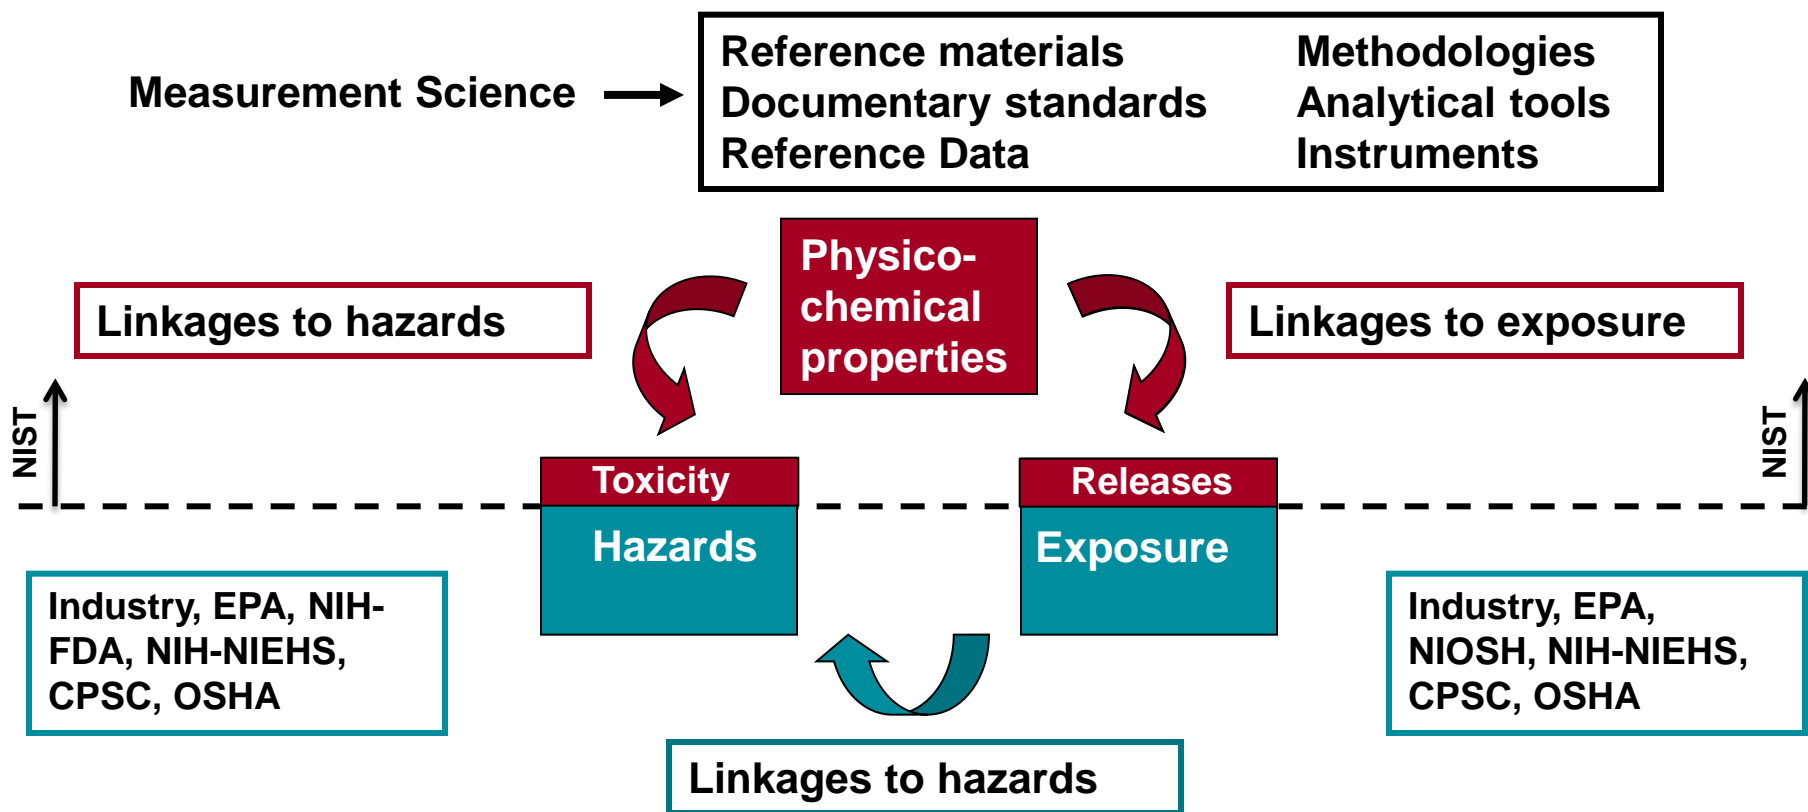 Measurement Science
Reference materials
Documentary standards
Reference Data
Methodologies
Analytical tools
Instruments
Physico-
chemical
properties
Linkages to hazards
Linkages to exposure
NIST
NIST
Toxicity
Hazards
Releases
Exposure
Industry, EPA, NIH-
FDA, NIH-NIEHS,
CPSC, OSHA
Industry, EPA,
NIOSH, NIH-NIEHS,
CPSC, OSHA
Linkages to hazards